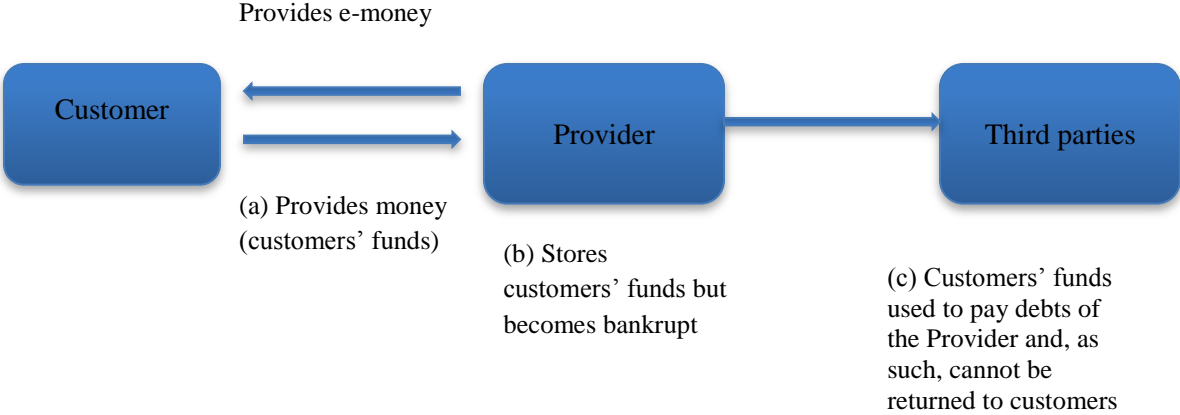 Provides e-money
Customer
Provider
Third parties
(a) Provides money
(customers’ funds)
(b) Stores
customers’ funds but
becomes bankrupt
(c) Customers’ funds
used to pay debts of
the Provider and, as
such, cannot be
returned to customers